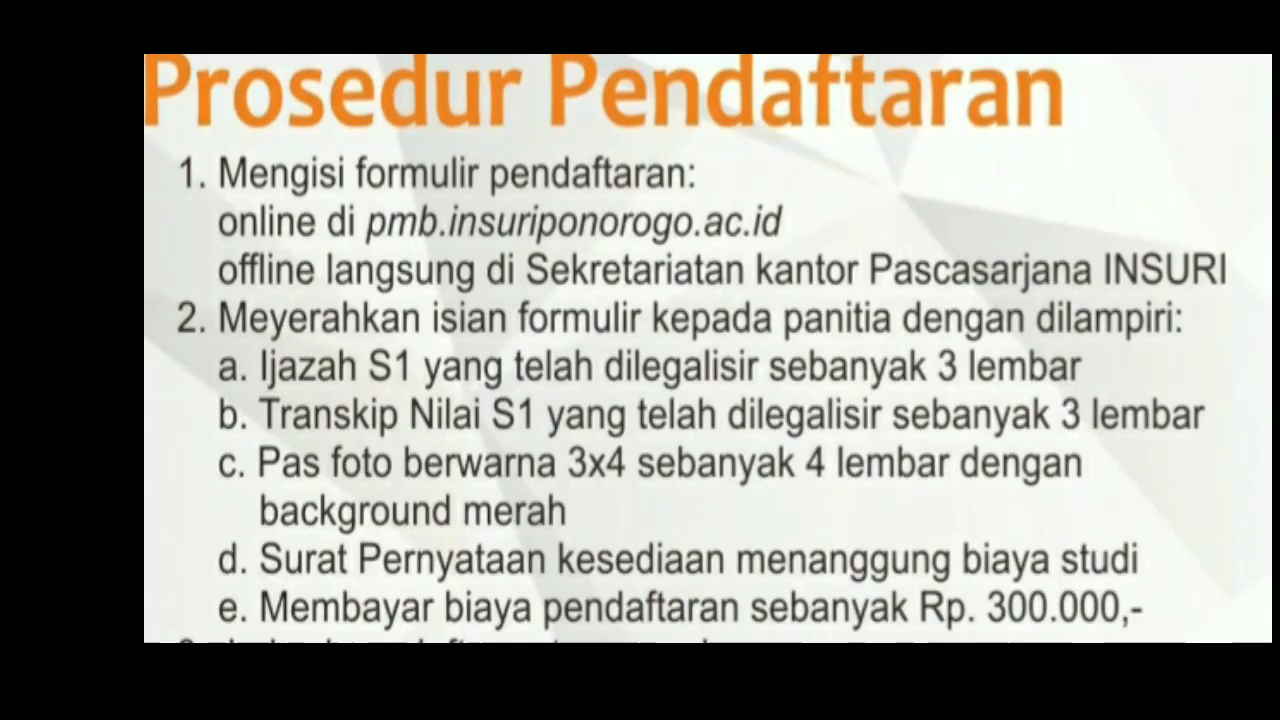 Prosedur Pendaftaran
1. Mengisi formulir pendaftaran:
online di pmb.insuriponorogo.ac.id
offline langsung di Sekretariatan kantor Pascasarjana INSURI
2. Meyerahkan isian formulir kepada panitia dengan dilampiri:
a. Ijazah S1 yang telah dilegalisir sebanyak 3 lembar
b. Transkip Nilai S1 yang telah dilegalisir sebanyak 3 lembar
c. Pas foto berwarna 3x4 sebanyak 4 lembar dengan
background merah
d. Surat Pernyataan kesediaan menanggung biaya studi
e. Membayar biaya pendaftaran sebanyak Rp. 300.000,-